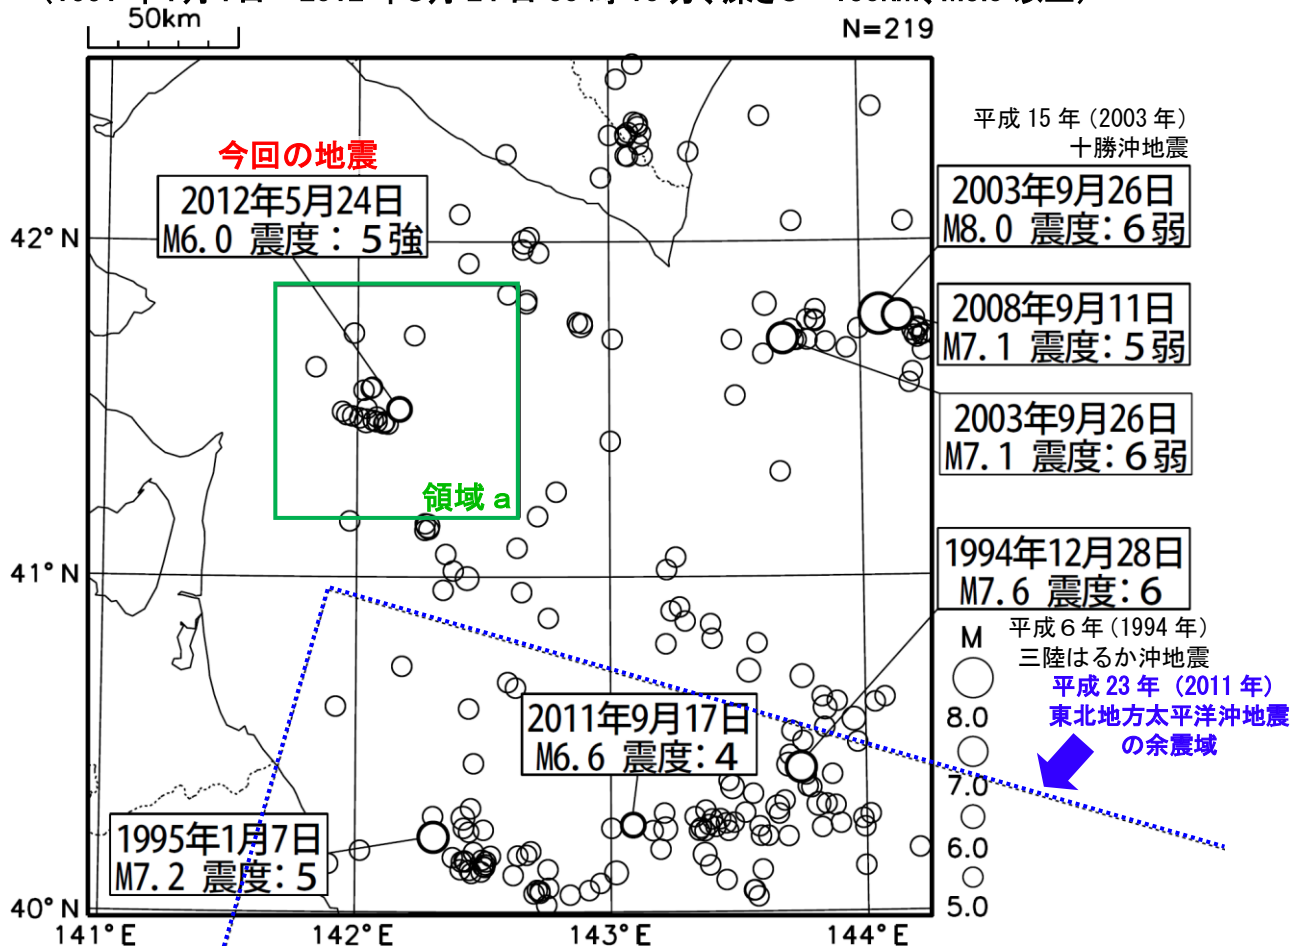 50km
N=219
今回の地震
2012年5月24日
M6.0 震度：５強
平成 15 年（2003 年）
十勝沖地震
2003年9月26日
M8.0 震度：６弱
2008年9月11日
M7.1 震度：５弱
2003年9月26日
M7.1 震度：６弱
領域ａ
1994年12月28日
M7.6 震度：６
平成６年（1994 年）
三陸はるか沖地震
平成 23 年（2011 年）
東北地方太平洋沖地震
の余震域
2011年9月17日
M6.6 震度：４
1995年1月7日
M7.2 震度：５
M
8.0
7.0
6.0
5.0
42°N
41°N
40°N
141°E
142°E
143°E
144°E